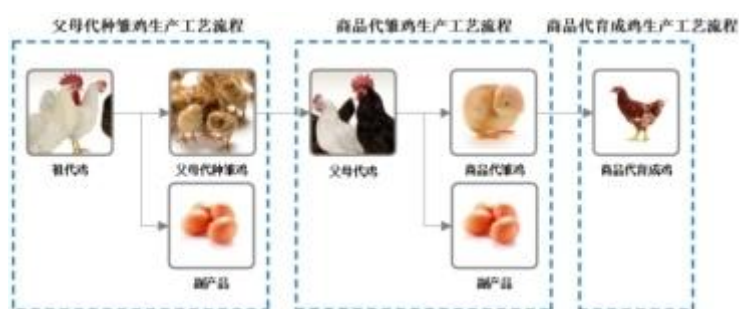 父母代种雏鸡生产工艺流程
商品代雏鸡生产工艺流程
商品代育成鸡生产工艺流程
祖代鸡
父母代种雏鸡
父母代鸡
商品代雏鸡
商品代育成鸡
副产品
副产品